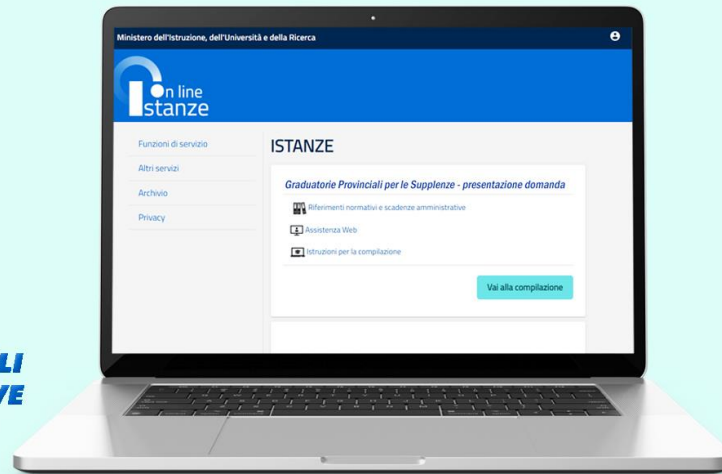 Ministero dell'Istruzione, dell'Università e della Ricerca
on line
Istanze
Funzioni di servizio
Altri servizi
Archivio
Privacy
ISTANZE
Graduatorie Provinciali per le Supplenze - presentazione domanda
Riferimenti normativi e scadenze amministrative
Assistenza Web
Istruzioni per la compilazione
Vai alla compilazione
LI
VE